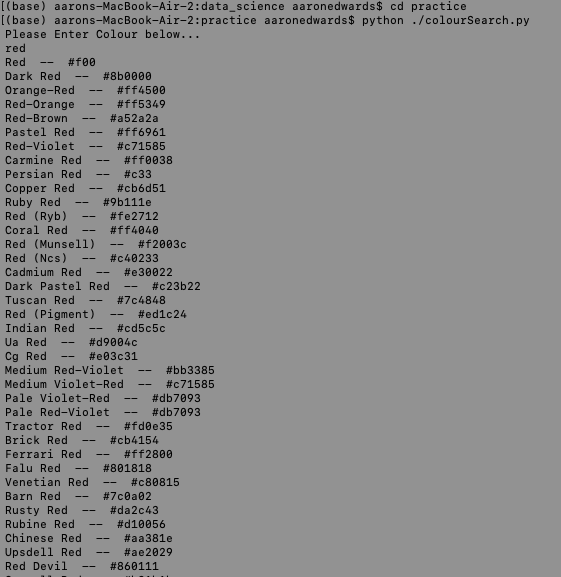 [(base) aarons-MacBook-Air-2:data_science aaronedwards$ cd practice
[(base) aarons-MacBook-Air-2:practice aaronedwards$ python ./colourSearch.py
Please Enter Colour below...
red
Red  --  #f00
Dark Red  --  #8b0000
Orange-Red  --  #ff4500
Red-Orange  --  #ff5349
Red-Brown  --  #a52a2a
Pastel Red  --  #ff6961
Red-Violet  --  #c71585
Carmine Red  --  #ff0038
Persian Red  --  #c33
Copper Red  --  #cb6d51
Ruby Red  --  #9b111e
Red (Ryb)  --  #fe2712
Coral Red  --  #ff4040
Red (Munsell)  --  #f2003c
Red (Ncs)  --  #c40233
Cadmium Red  --  #e30022
Dark Pastel Red  --  #c23b22
Tuscan Red  --  #7c4848
Red (Pigment)  --  #ed1c24
Indian Red  --  #cd5c5c
Ua Red  --  #d9004c
Cg Red  --  #e03c31
Medium Red-Violet  --  #bb3385
Medium Violet-Red  --  #c71585
Pale Violet-Red  --  #db7093
Pale Red-Violet  --  #db7093
Tractor Red  --  #fd0e35
Brick Red  --  #cb4154
Ferrari Red  --  #ff2800
Falu Red  --  #801818
Venetian Red  --  #c80815
Barn Red  --  #7c0a02
Rusty Red  --  #da2c43
Rubine Red  --  #d10056
Chinese Red  --  #aa381e
Upsdell Red  --  #ae2029
Red Devil  --  #860111